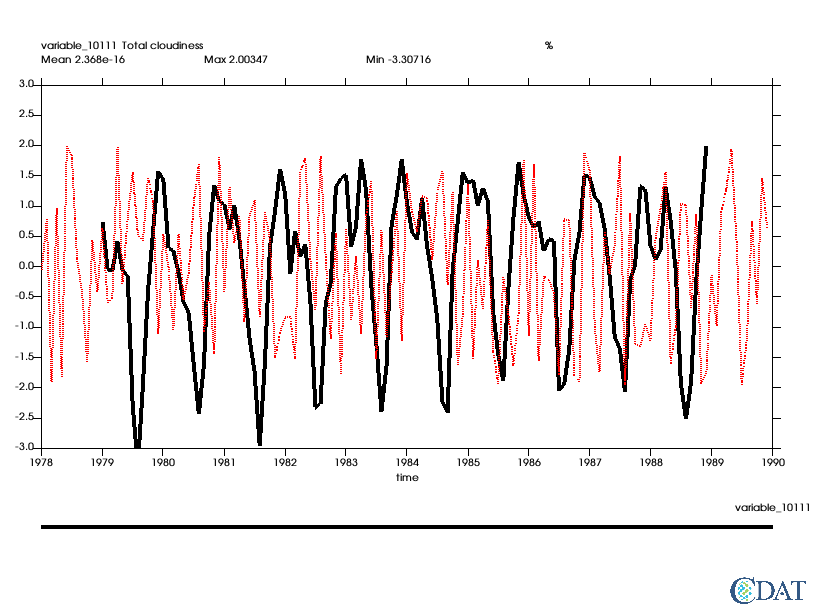 variable_10111 Total cloudiness %
Mean 2.368e-16 Max 2.00347 Min -3.30716
3.0
2.5
2.0
1.5
1.0
0.5
0.0
-0.5
-1.0
-1.5
-2.0
-2.5
-3.0
1978 1979 1980 1981 1982 1983 1984 1985 1986 1987 1988 1989 1990
time
variable_10111
CDAT